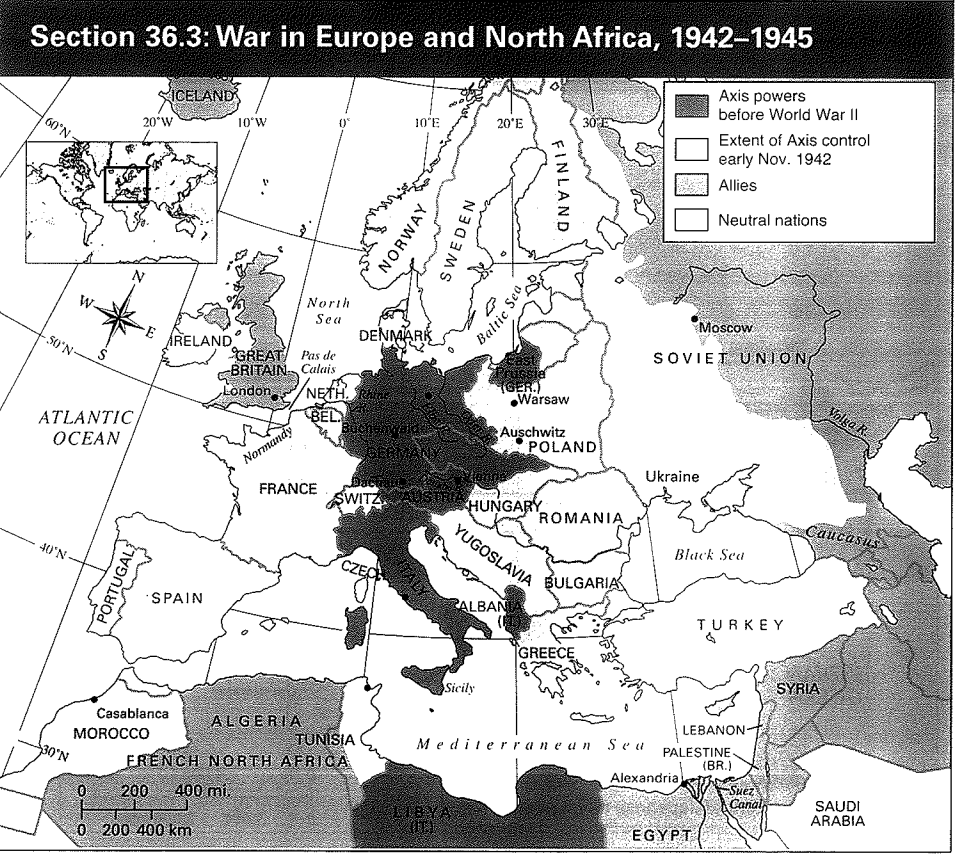 Section 36.3: War in Europe and North Africa, 1942–1945
Axis powers
before World War II
Extent of Axis control
early Nov. 1942
Allies
Neutral nations
ICELAND
60°N
20°W
10°W
0°
10°E
20°E
30°E
N
W
E
S
NORWAY
SWEDEN
FINLAND
North
Sea
Baltic Sea
Moscow
SOVIET UNION
50°N
IRELAND
GREAT
BRITAIN
London
DENMARK
Pas de
Calais
East
Prussia
(GER.)
Warsaw
NETH.
Rhine
R.
BEL.
ATLANTIC
OCEAN
Volga R.
Normandy
Buchenwald
Auschwitz
POLAND
GERMANY
FRANCE
Dachau
Vienna
Ukraine
SWITZ.
AUSTRIA
HUNGARY
ROMANIA
40°N
Caucasus
Black Sea
YUGOSLAVIA
CZECH
ITALY
BULGARIA
PORTUGAL
SPAIN
ALBANIA
(IT.)
TURKEY
GREECE
Sicily
SYRIA
Casablanca
MOROCCO
ALGERIA
TUNISIA
FRENCH NORTH AFRICA
Mediterranean Sea
LEBANON
PALESTINE
(BR.)
30°N
Alexandria
Suez
Canal
0 200 400 mi.
0 200 400 km
LIBYA
(IT.)
EGYPT
SAUDI
ARABIA